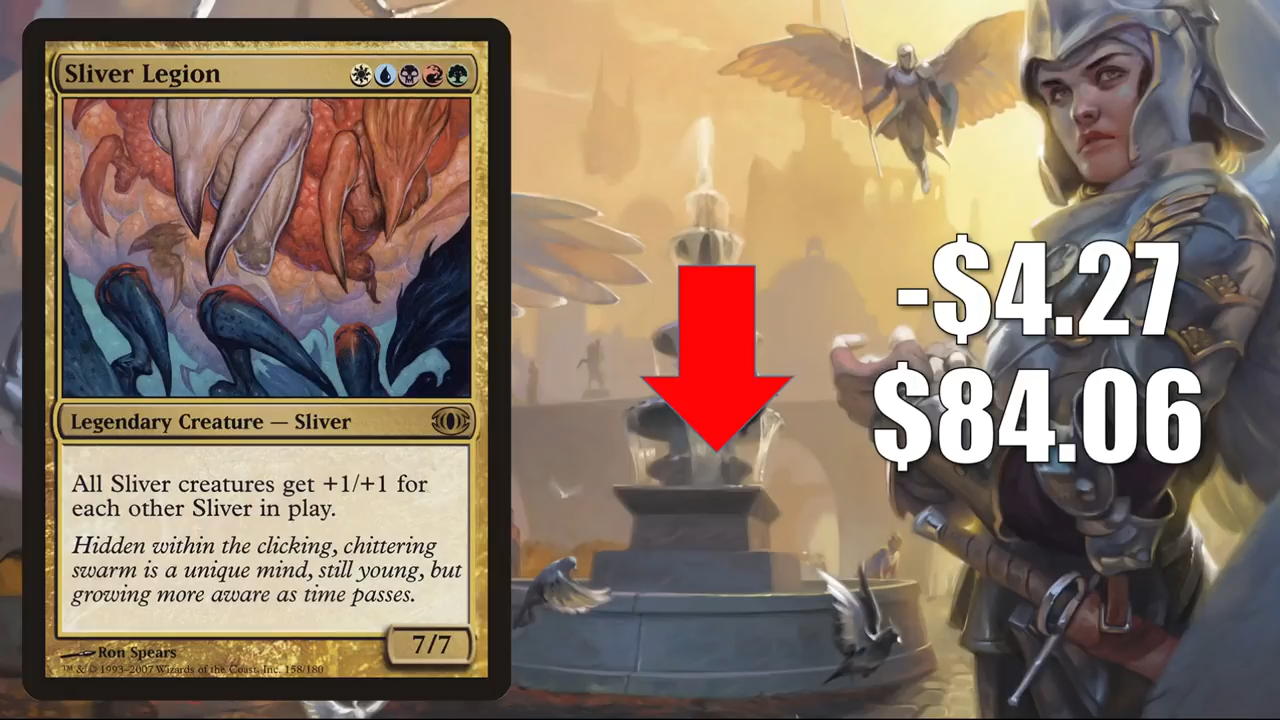 Sliver Legion
Legendary Creature — Sliver
All Sliver creatures get +1/+1 for
each other Sliver in play.
Hidden within the clicking, chittering
swarm is a unique mind, still young, but
growing more aware as time passes.
7/7
Ron Spears
™ & © 1993–2007 Wizards of the Coast, Inc. 158/180
-$4.27
$84.06